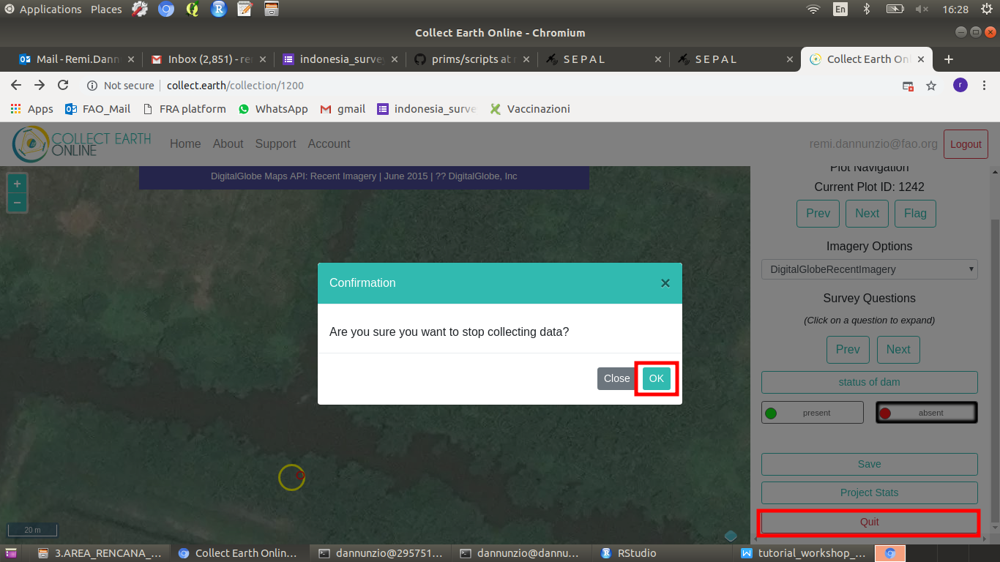 Applications Places En 16:28
Collect Earth Online - Chromium
Mail - Remi.Dann Inbox (2,851) - re indonesia_surve prims/scripts at S E P A L S E P A L Collect Earth Onl
Not secure collect.earth/collection/1200 r
Apps FAO_Mail FRA platform WhatsApp gmail indonesia_surve Vaccinazioni
COLLECT EARTH
ONLINE
Home About Support Account remi.dannunzio@fao.org Logout
DigitalGlobe Maps API: Recent Imagery | June 2015 | ?? DigitalGlobe, Inc
+
−
20 m
Plot Navigation
Current Plot ID: 1242
Prev Next Flag
Imagery Options
DigitalGlobeRecentImagery
Survey Questions
(Click on a question to expand)
Prev Next
status of dam
present absent
Save
Project Stats
Quit
Confirmation ×
Are you sure you want to stop collecting data?
Close OK
3.AREA_RENCANA_... Collect Earth Onlin... dannunzio@295751... dannunzio@dannu... RStudio tutorial_workshop_...